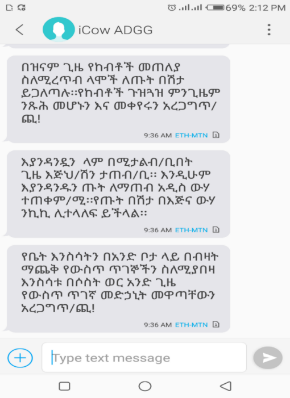 69% 2:12 PM
iCow ADGG
በዝናም ጊዜ የከብቶች መጠለያ
ስለሚረጥብ ላሞች ለጡት በሽታ
ይጋለጣሉ።የከብቶች ጉዝጓዝ ምንጊዜም
ንጹሕ መሆኑን እና መቀየሩን አረጋግጥ/
ጪ!
9:36 AM ETH-MTN
እያንዳንዷን ላም በሚታልብ/ቢበት
ጊዜ እጅህ/ሽን ታጠብ/ቢ። እንዲሁም
እያንዳንዱን ጡት ለማጠብ አዲስ ውሃ
ተጠቀም/ሚ።የጡት በሽታ በእጅና ውሃ
ንኪኪ ሊተላለፍ ይችላል።
9:36 AM ETH-MTN
የቤት እንስሳትን በአንድ ቦታ ላይ በብዛት
ማጨቅ የውስጥ ጥገኞችን ስለሚያበዛ
እንስሳቱ በሶስት ወር አንድ ጊዜ
የውስጥ ጥገኛ መድኃኒት መዋጣቸውን
አረጋግጥ/ጪ!
9:36 AM ETH-MTN
Type text message